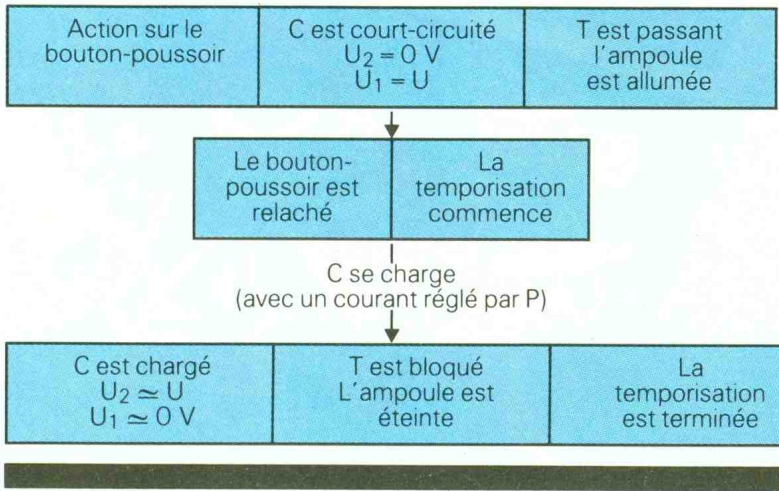 Action sur le
bouton-poussoir
C est court-circuité
U₂ = 0 V
U₁ = U
T est passant
l'ampoule
est allumée
Le bouton-
poussoir est
relaché
La
temporisation
commence
C se charge
(avec un courant réglé par P)
C est chargé
U₂ ≃ U
U₁ ≃ 0 V
T est bloqué
L'ampoule est
éteinte
La
temporisation
est terminée